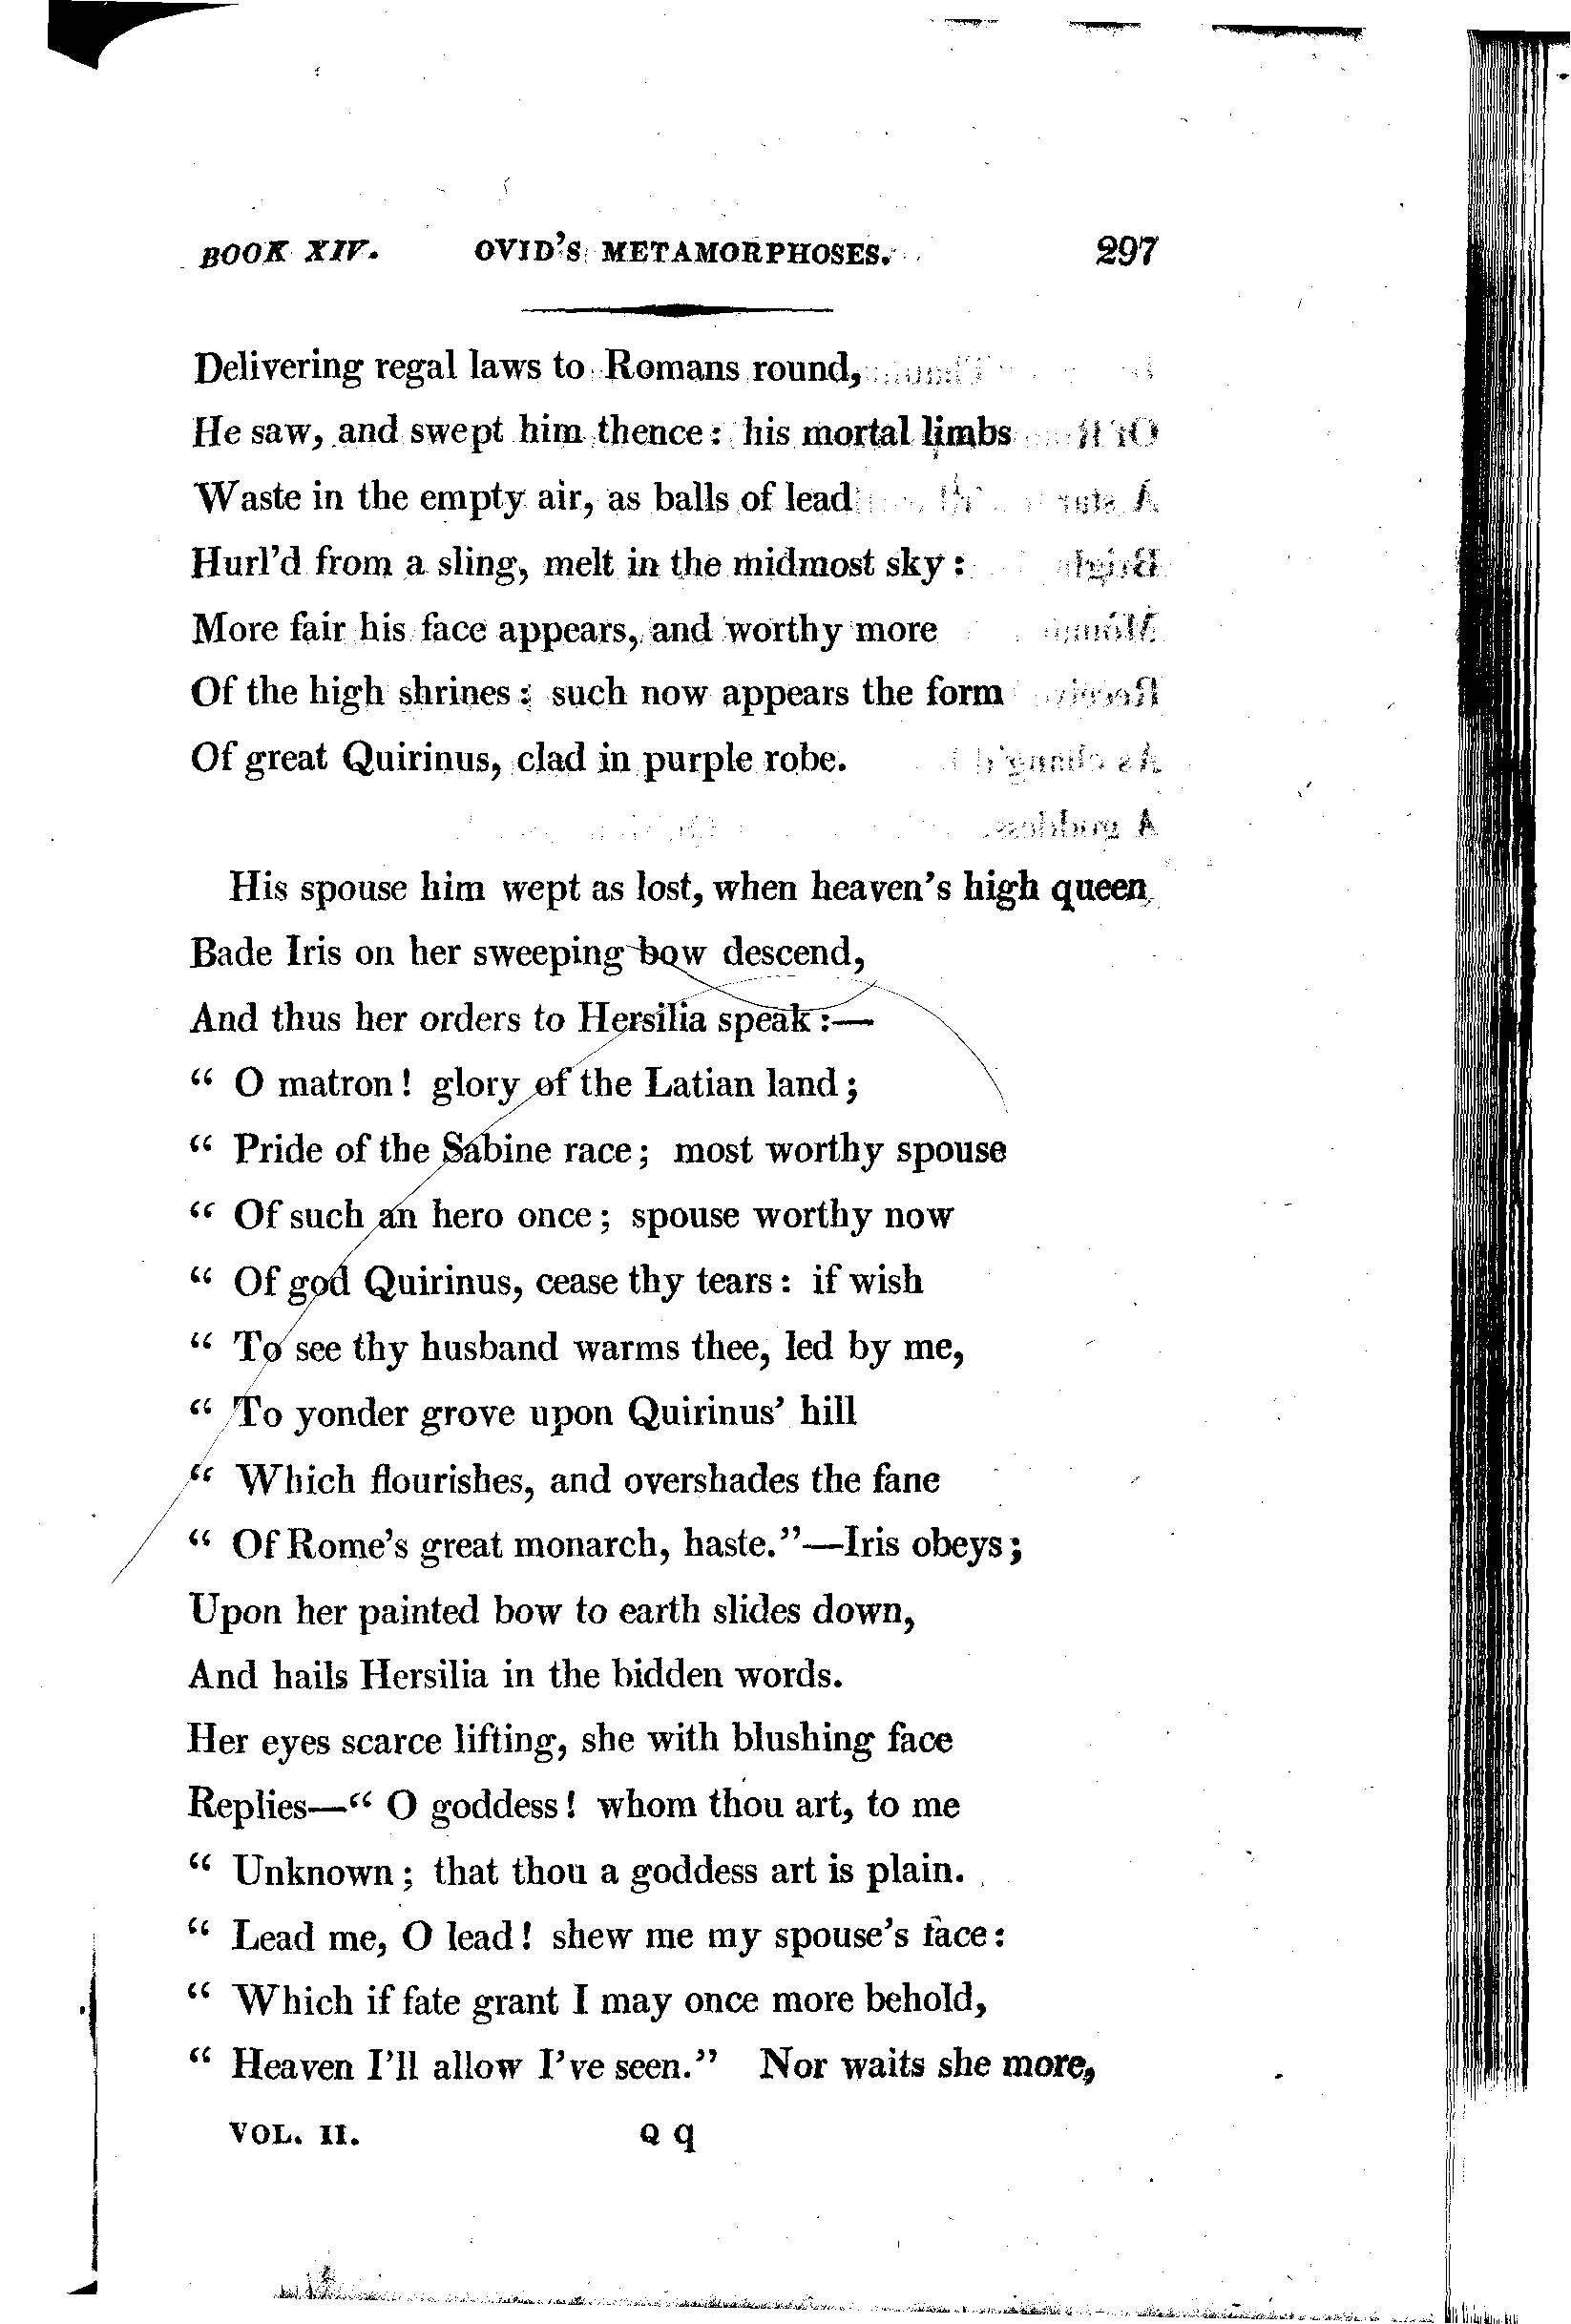 BOOK XIV. OVID'S METAMORPHOSES. 297
Delivering regal laws to Romans round,
He saw, and swept him thence: his mortal limbs
Waste in the empty air, as balls of lead
Hurl'd from a sling, melt in the midmost sky:
More fair his face appears, and worthy more
Of the high shrines: such now appears the form
Of great Quirinus, clad in purple robe.
His spouse him wept as lost, when heaven's high queen
Bade Iris on her sweeping bow descend,
And thus her orders to Hersilia speak:—
“ O matron! glory of the Latian land;
“ Pride of the Sabine race; most worthy spouse
“ Of such an hero once; spouse worthy now
“ Of god Quirinus, cease thy tears: if wish
“ To see thy husband warms thee, led by me,
“ To yonder grove upon Quirinus' hill
“ Which flourishes, and overshades the fane
“ Of Rome's great monarch, haste.”—Iris obeys;
Upon her painted bow to earth slides down,
And hails Hersilia in the bidden words.
Her eyes scarce lifting, she with blushing face
Replies—“ O goddess! whom thou art, to me
“ Unknown; that thou a goddess art is plain.
“ Lead me, O lead! shew me my spouse's face:
“ Which if fate grant I may once more behold,
“ Heaven I'll allow I've seen.” Nor waits she more,
VOL. II. Q q